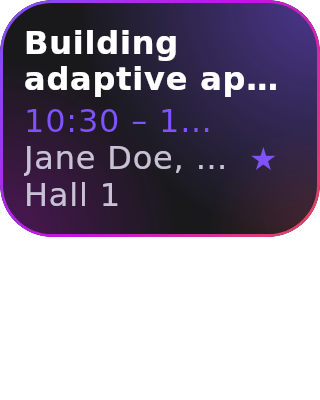 Building
adaptive ap...
10:30 – 1...
Jane Doe, ... ★
Hall 1